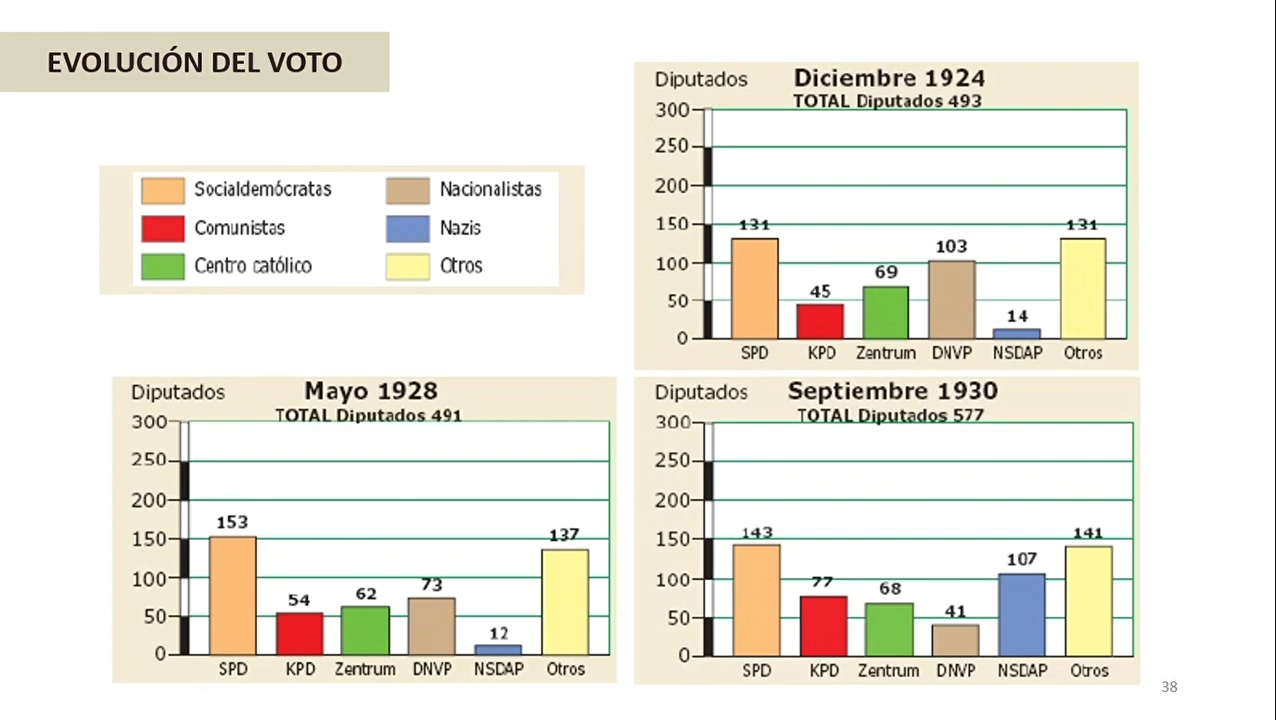 EVOLUCIÓN DEL VOTO
Socialdemócratas
Nacionalistas
Comunistas
Nazis
Centro católico
Otros
Diputados
Diciembre 1924
TOTAL Diputados 493
300
250
200
150
100
50
0
131
45
69
103
14
131
SPD KPD Zentrum DNVP NSDAP Otros
Diputados
Mayo 1928
TOTAL Diputados 491
300
250
200
150
100
50
0
153
54
62
73
12
137
SPD KPD Zentrum DNVP NSDAP Otros
Diputados
Septiembre 1930
TOTAL Diputados 577
300
250
200
150
100
50
0
143
77
68
41
107
141
SPD KPD Zentrum DNVP NSDAP Otros
38